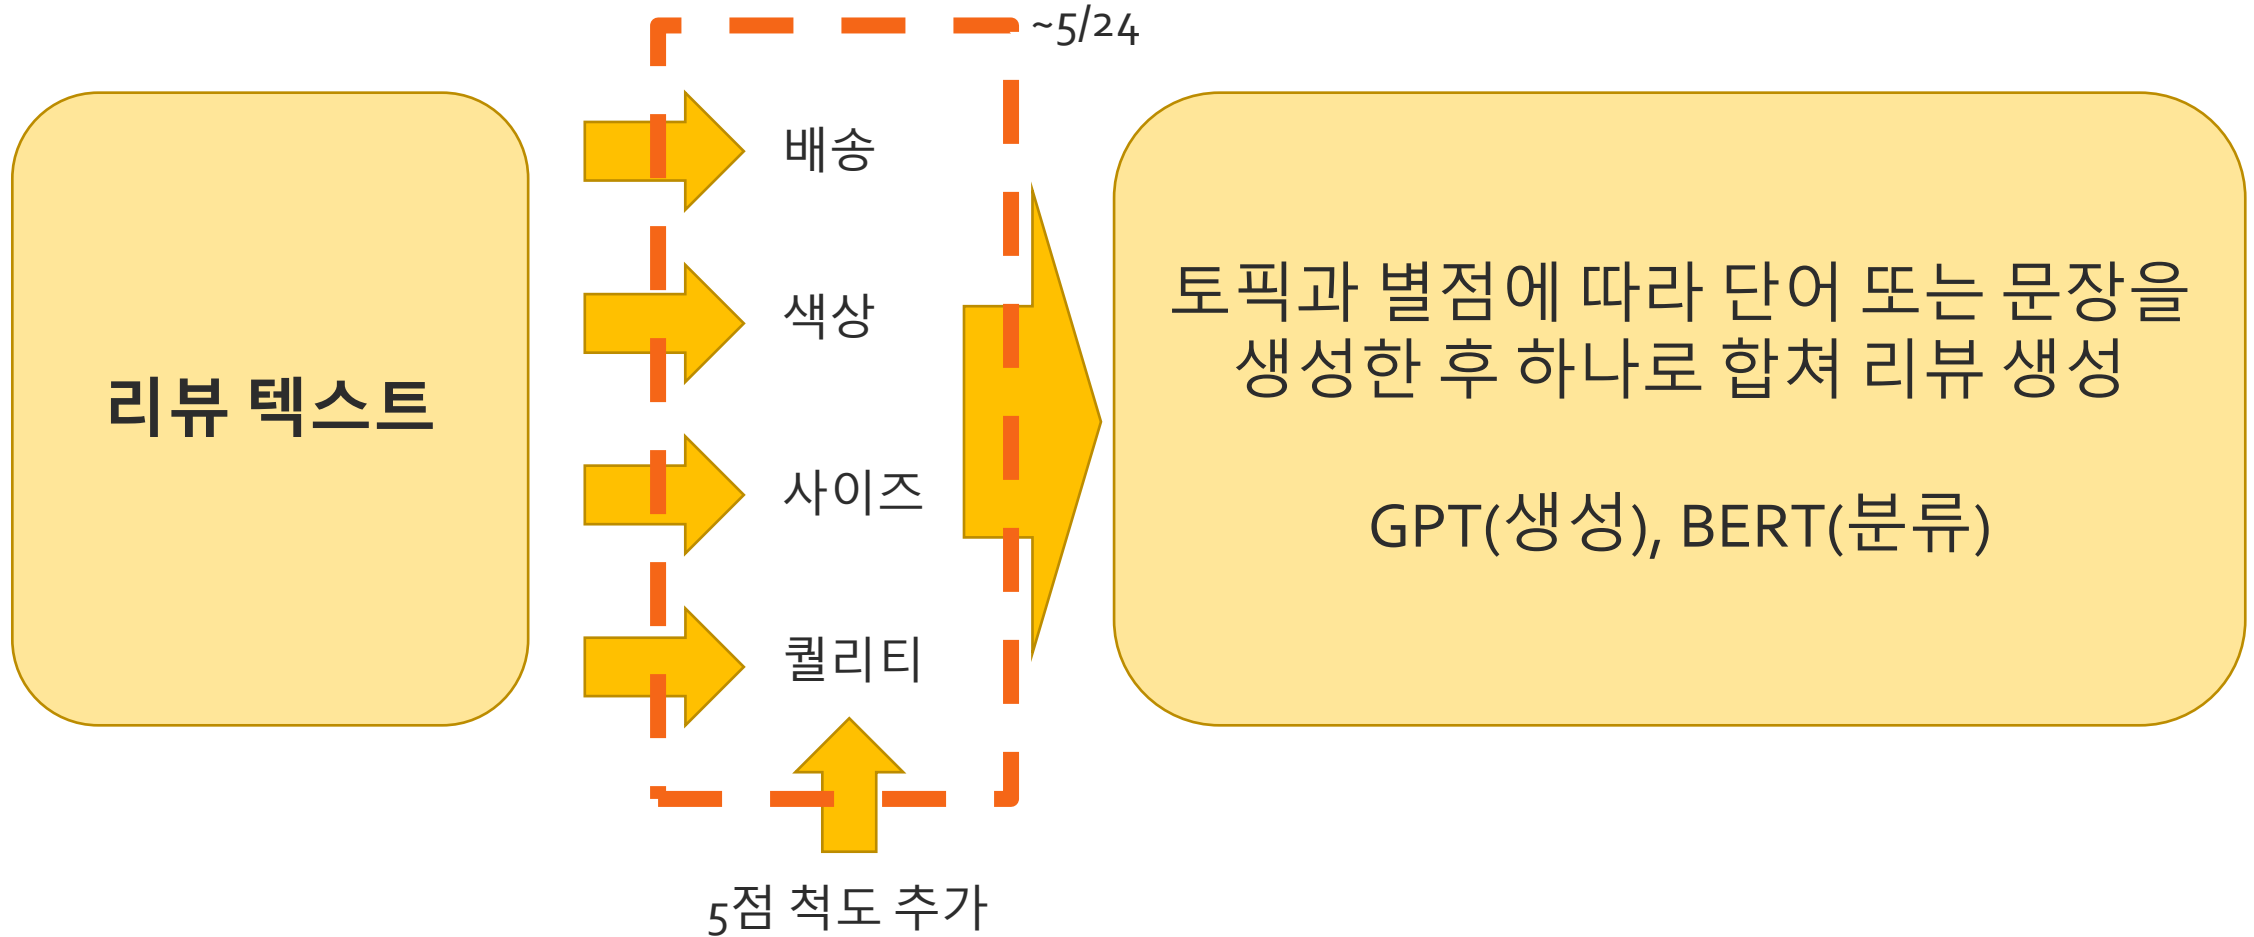 ~5/24
리뷰 텍스트
배송
색상
사이즈
퀄리티
5점 척도 추가
토픽과 별점에 따라 단어 또는 문장을
생성한 후 하나로 합쳐 리뷰 생성
GPT(생성), BERT(분류)